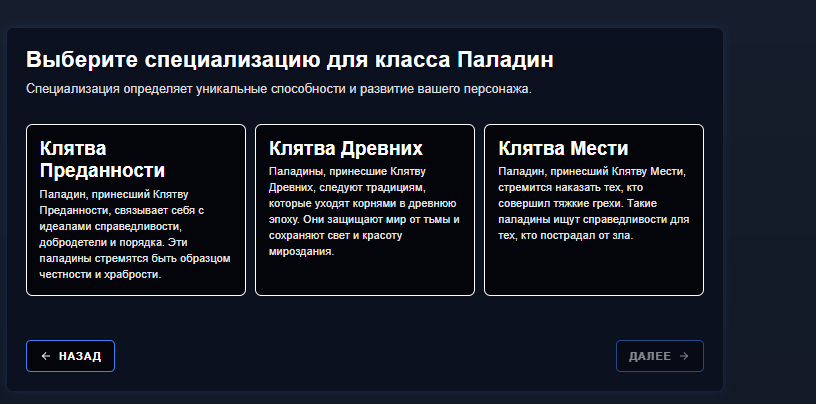 Выберите специализацию для класса Паладин
Специализация определяет уникальные способности и развитие вашего персонажа.
Клятва
Преданности
Паладин, принесший Клятву
Преданности, связывает себя с
идеалами справедливости,
добродетели и порядка. Эти
паладины стремятся быть образцом
честности и храбрости.
Клятва Древних
Паладины, принесшие Клятву
Древних, следуют традициям,
которые уходят корнями в древнюю
эпоху. Они защищают мир от тьмы и
сохраняют свет и красоту
мироздания.
Клятва Мести
Паладин, принесший Клятву Мести,
стремится наказать тех, кто
совершил тяжкие грехи. Такие
паладины ищут справедливости для
тех, кто пострадал от зла.
← НАЗАД
ДАЛЕЕ →